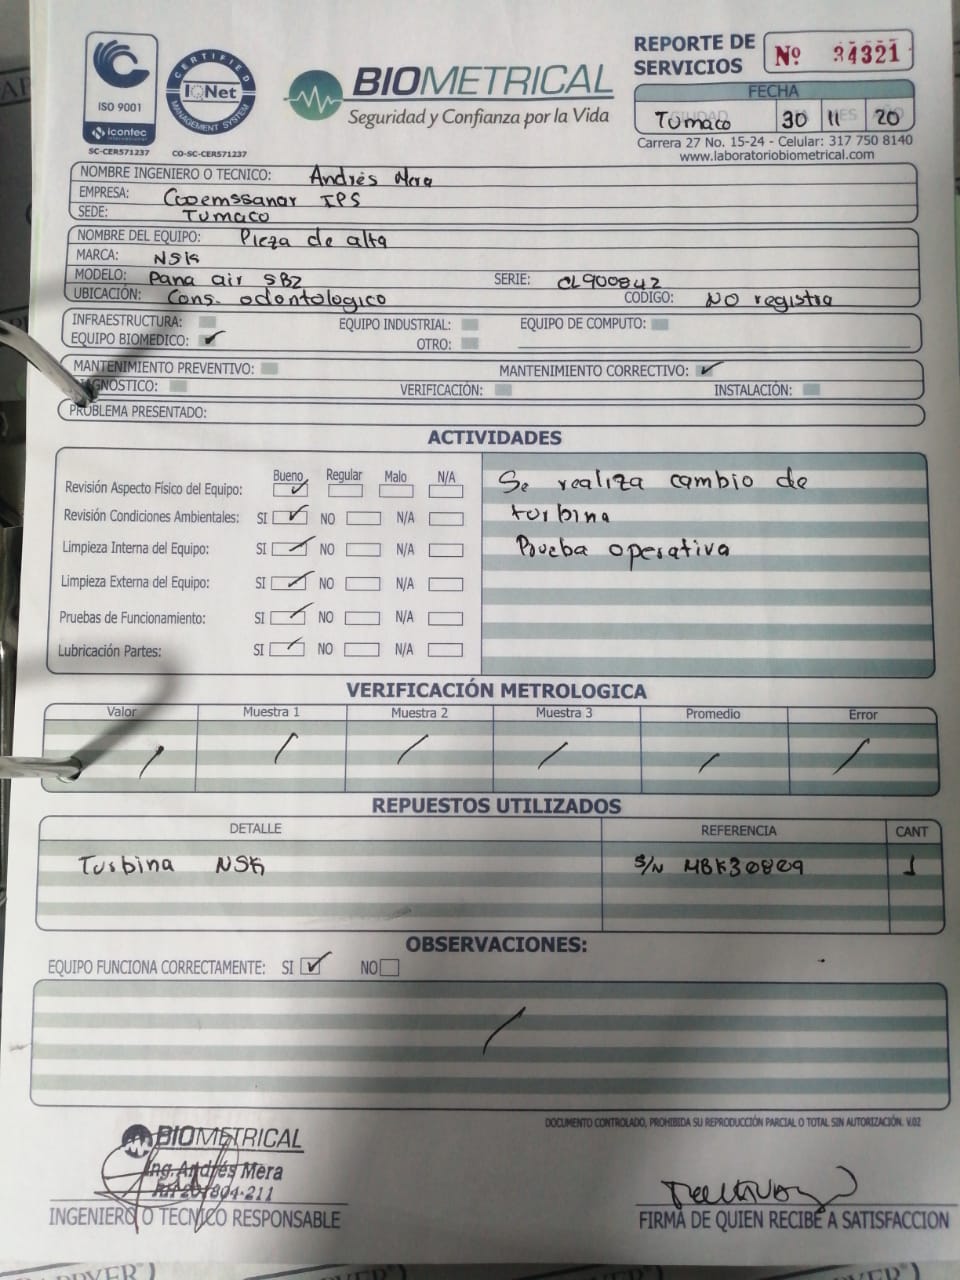 ISO 9001
icontec
internacional
SC-CER571237
CERTIFIED
IQNet
MANAGEMENT SYSTEM
CO-SC-CER571237
BIOMETRICAL
Seguridad y Confianza por la Vida
REPORTE DE SERVICIOS Nº 34321
FECHA
Tumaco 30 11 20
Carrera 27 No. 15-24 - Celular: 317 750 8140
www.laboratoriobiometrical.com
NOMBRE INGENIERO O TECNICO: Andrés Mera
EMPRESA: Coemssanar IPS
SEDE: Tumaco
NOMBRE DEL EQUIPO: Pieza de alta
MARCA: NSK
MODELO: Pana air SB2 SERIE: CL900842
UBICACIÓN: Cons. odontologico CODIGO: NO registra
INFRAESTRUCTURA: EQUIPO INDUSTRIAL: EQUIPO DE COMPUTO:
EQUIPO BIOMEDICO: ✓ OTRO:
MANTENIMIENTO PREVENTIVO: MANTENIMIENTO CORRECTIVO: ✓
DIAGNÓSTICO: VERIFICACIÓN: INSTALACIÓN:
PROBLEMA PRESENTADO:
ACTIVIDADES
Bueno Regular Malo N/A
Revisión Aspecto Físico del Equipo: ✓
Revisión Condiciones Ambientales: SI ✓ NO N/A
Limpieza Interna del Equipo: SI ✓ NO N/A
Limpieza Externa del Equipo: SI ✓ NO N/A
Pruebas de Funcionamiento: SI ✓ NO N/A
Lubricación Partes: SI ✓ NO N/A
Se realiza cambio de
turbina
Prueba operativa
VERIFICACIÓN METROLOGICA
Valor Muestra 1 Muestra 2 Muestra 3 Promedio Error
/ / / / / /
REPUESTOS UTILIZADOS
DETALLE REFERENCIA CANT
Turbina NSK S/N MBK30809 1
OBSERVACIONES:
EQUIPO FUNCIONA CORRECTAMENTE: SI ✓ NO
/
DOCUMENTO CONTROLADO, PROHIBIDA SU REPRODUCCIÓN PARCIAL O TOTAL SIN AUTORIZACIÓN. V.02
BIOMETRICAL
Ing. Andrés Mera
INGENIERO O TECNICO RESPONSABLE
FIRMA DE QUIEN RECIBE A SATISFACCION